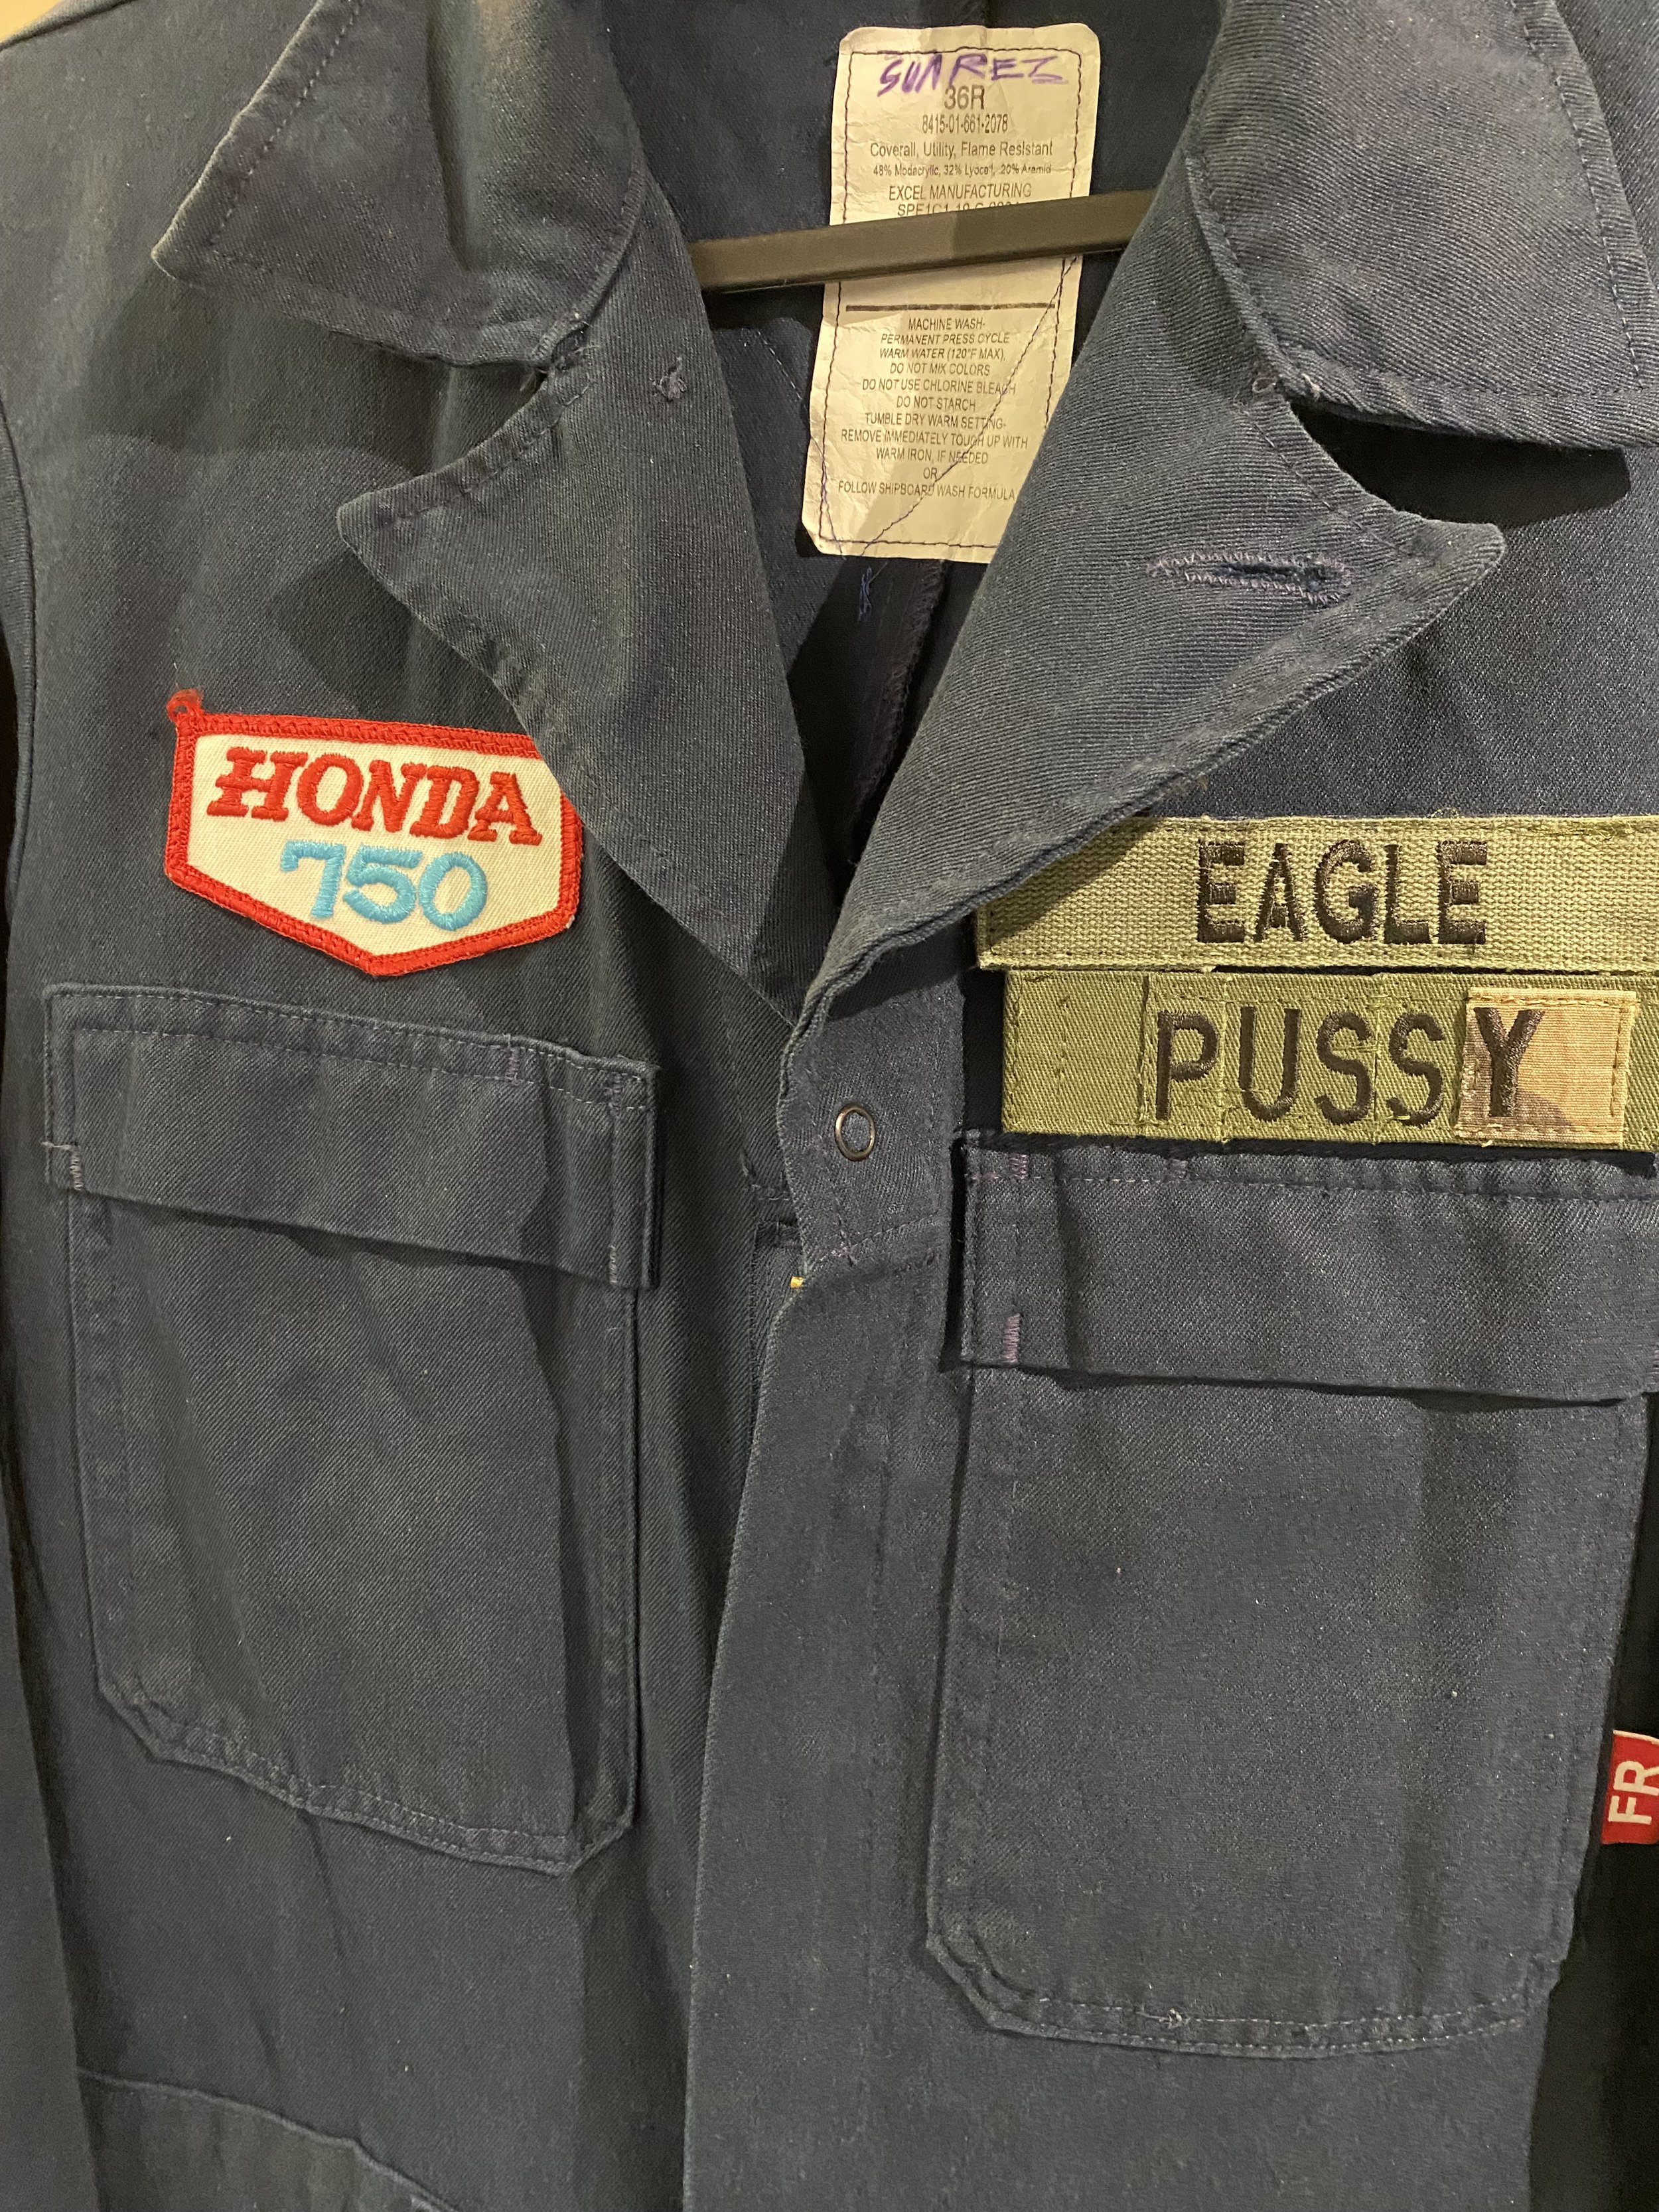 SUAREZ
36R
8415-01-661-2078
Coverall, Utility, Flame Resistant
48% Modacrylic, 32% Lyocel, 20% Aramid
EXCEL MANUFACTURING
MACHINE WASH-
PERMANENT PRESS CYCLE
WARM WATER (120°F MAX),
DO NOT MIX COLORS
DO NOT USE CHLORINE BLEACH
DO NOT STARCH
TUMBLE DRY WARM SETTING-
REMOVE IMMEDIATELY TOUCH UP WITH
WARM IRON, IF NEEDED
OR
FOLLOW SHIPBOARD WASH FORMULA
HONDA
750
EAGLE
PUSSY
FR